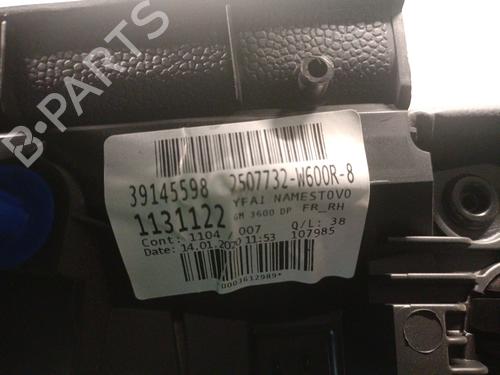 B-PARTS
39145598 2507732-W600R-8
1131122 YFAI NAMESTOVO
GM 3600 DP FR_RH
Cont: 1104 / 007 Q/L: 38
Date: 14.01.2020 11:53 107985
*0003612989*